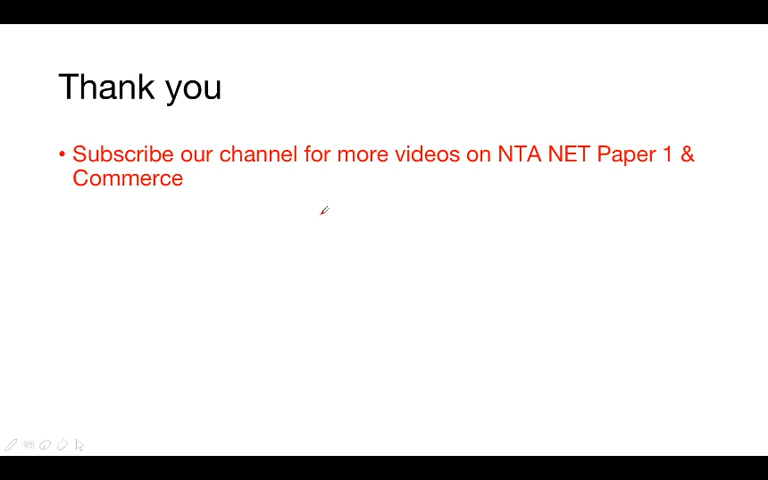 Thank you
• Subscribe our channel for more videos on NTA NET Paper 1 &
Commerce